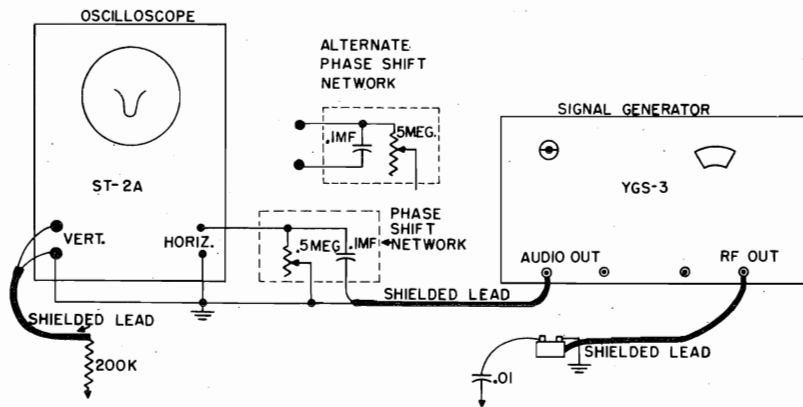 OSCILLOSCOPE
ST-2A
VERT.
HORIZ.
ALTERNATE
PHASE SHIFT
NETWORK
.1MF
.5MEG.
.5MEG
.1MF
PHASE
SHIFT
NETWORK
SIGNAL GENERATOR
YGS-3
AUDIO OUT
RF OUT
SHIELDED LEAD
SHIELDED LEAD
200K
SHIELDED LEAD
.01